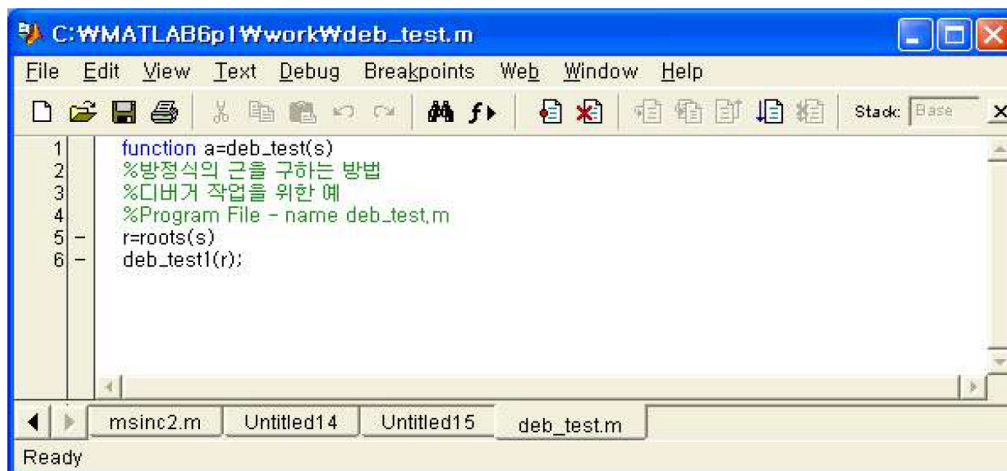 C:₩MATLAB6p1₩work₩deb_test.m
File Edit View Text Debug Breakpoints Web Window Help
Stack: Base
1 function a=deb_test(s)
2 %방정식의 근을 구하는 방법
3 %디버거 작업을 위한 예
4 %Program File - name deb_test.m
5 - r=roots(s)
6 - deb_test1(r);
msinc2.m Untitled14 Untitled15 deb_test.m
Ready